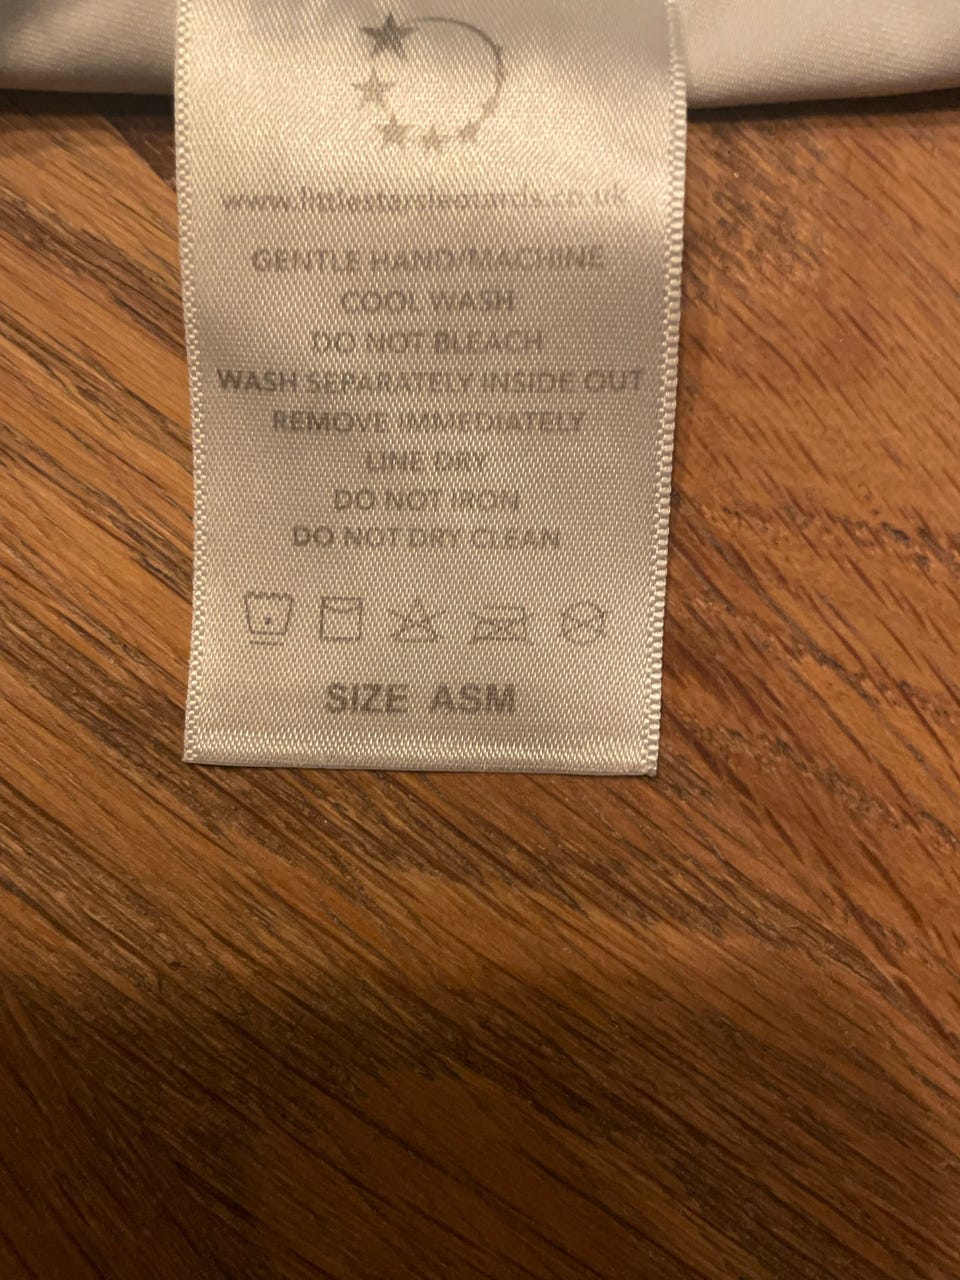 www.littlestarsleotards.co.uk
GENTLE HAND/MACHINE
COOL WASH
DO NOT BLEACH
WASH SEPARATELY INSIDE OUT
REMOVE IMMEDIATELY
LINE DRY
DO NOT IRON
DO NOT DRY CLEAN
SIZE ASM